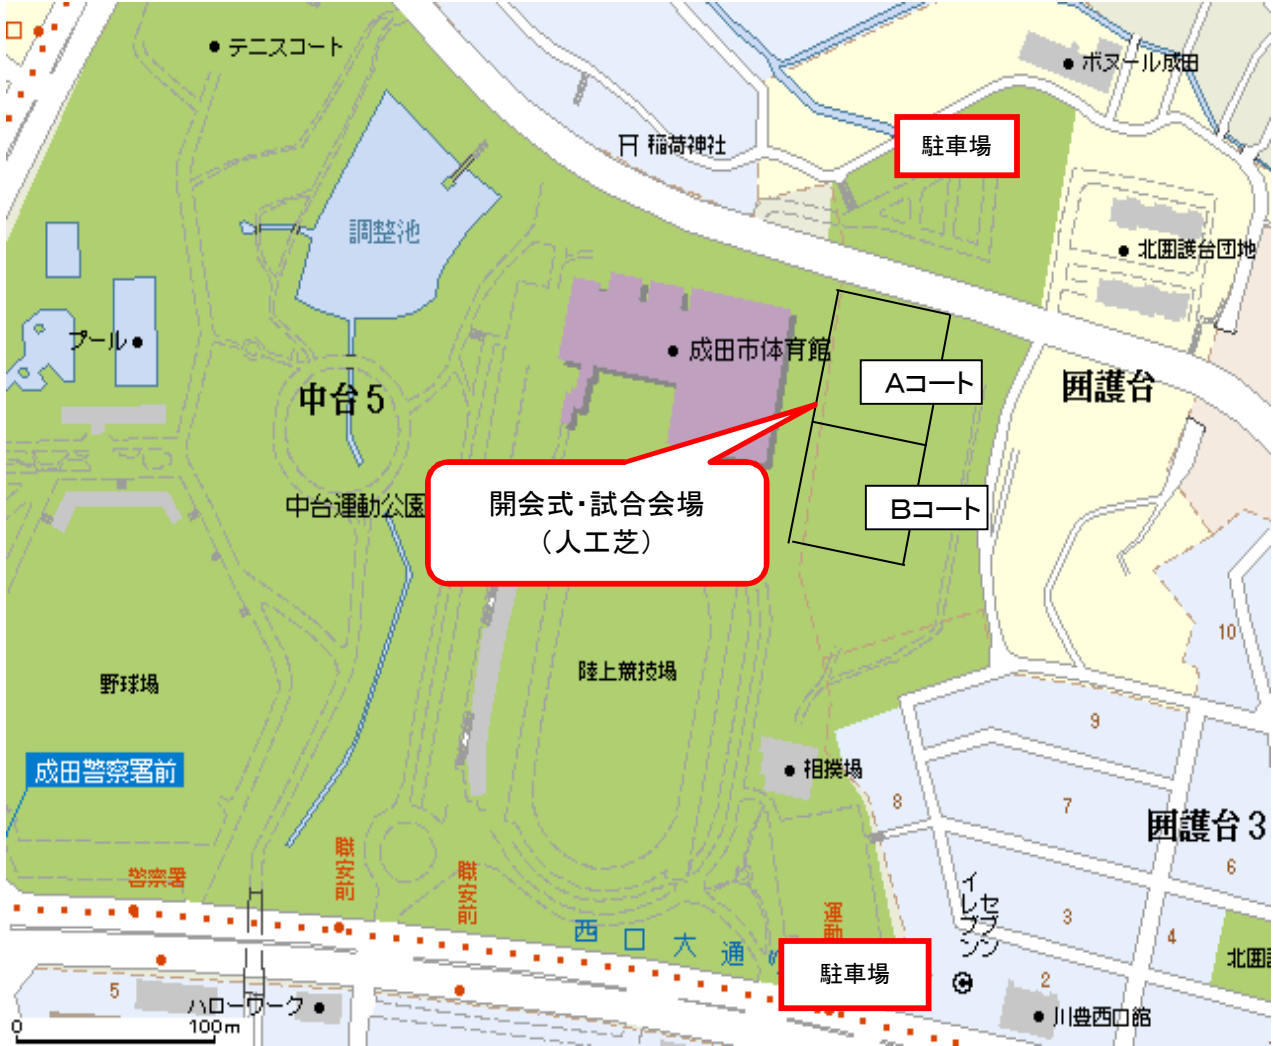 テニスコート
ボヌール成田
駐車場
稲荷神社
調整池
北囲護台団地
プール
成田市体育館
Aコート
囲護台
中台5
開会式・試合会場
（人工芝）
Bコート
中台運動公園
10
陸上競技場
野球場
9
成田警察署前
相撲場
8
7
囲護台3
職安前
職安前
警察署
6
セブン
イレブン
運動
3
4
西口大通
北囲
駐車場
5
2
ハローワーク
川豊西口館
0
100m